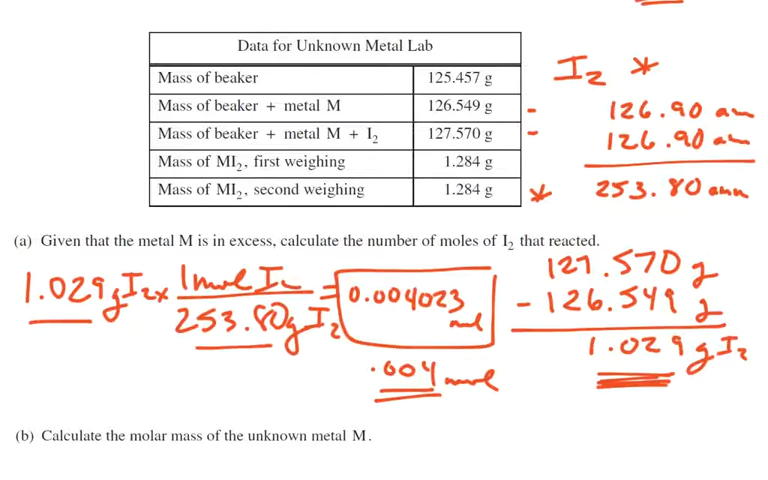 Data for Unknown Metal Lab
Mass of beaker 125.457 g
Mass of beaker + metal M 126.549 g
Mass of beaker + metal M + I₂ 127.570 g
Mass of MI₂, first weighing 1.284 g
Mass of MI₂, second weighing 1.284 g
I₂ *
126.90 am
126.90 am
* 253.80 amu
(a) Given that the metal M is in excess, calculate the number of moles of I₂ that reacted.
1.029 g I₂ x 1 mole I₂ / 253.80 g I₂ = 0.004023 mol
.004 mole
127.570 g
- 126.549 g
1.029 g I₂
(b) Calculate the molar mass of the unknown metal M.